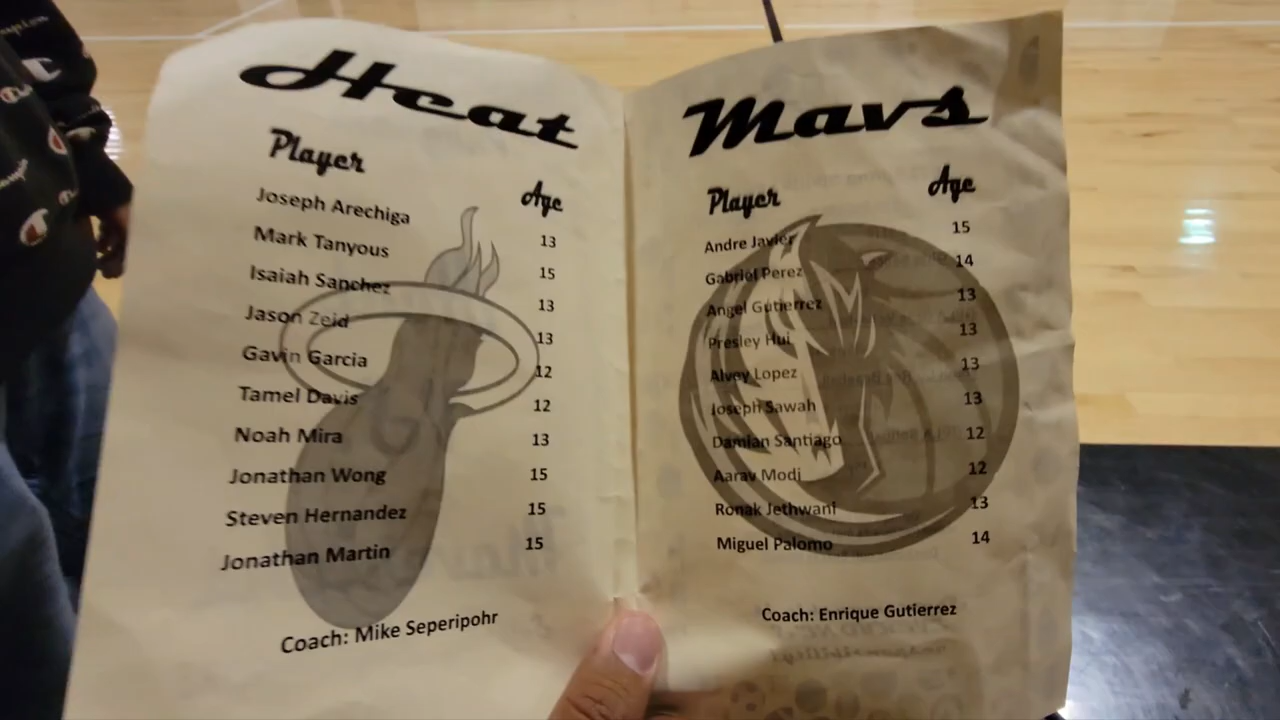 Heat
Player Age
Joseph Arechiga 13
Mark Tanyous 15
Isaiah Sanchez 13
Jason Zeid 13
Gavin Garcia 12
Tamel Davis 12
Noah Mira 13
Jonathan Wong 15
Steven Hernandez 15
Jonathan Martin 15
Coach: Mike Seperipohr
Mavs
Player Age
Andre Javier 15
Gabriel Perez 14
Angel Gutierrez 13
Presley Hui 13
Alvey Lopez 13
Joseph Sawah 13
Damian Santiago 12
Aarav Modi 12
Ronak Jethwani 13
Miguel Palomo 14
Coach: Enrique Gutierrez